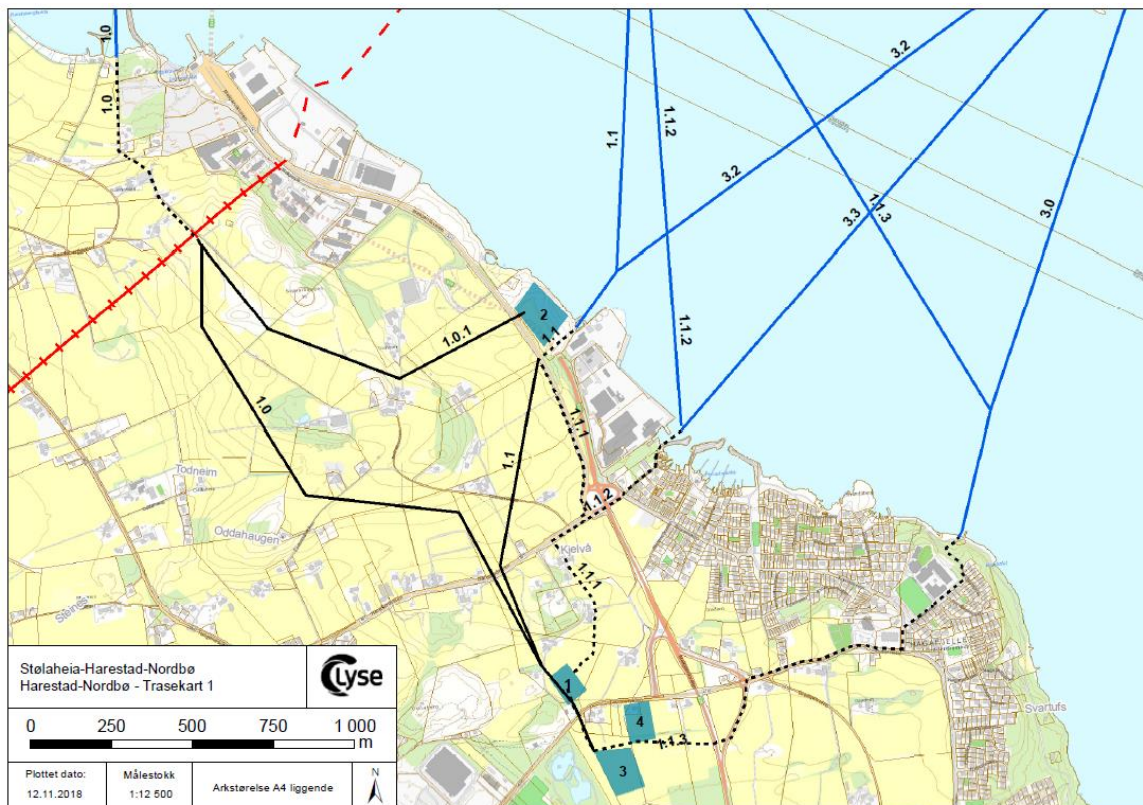 1.0
1.0
3.2
1.1
1.1.2
3.2
3.3
1.1.3
3.0
2
1.1
1.1.2
1.0.1
1.0
1.1
1.1.1
1.1.2
Todneim
Oddahaugen
Kjelvå
1.1.1
Svartufs
1
4
1.1.3
3
Stølaheia-Harestad-Nordbø
Harestad-Nordbø - Trasekart 1
Lyse
0 250 500 750 1 000
m
Plottet dato:
12.11.2018
Målestokk
1:12 500
Arkstørelse A4 liggende
N